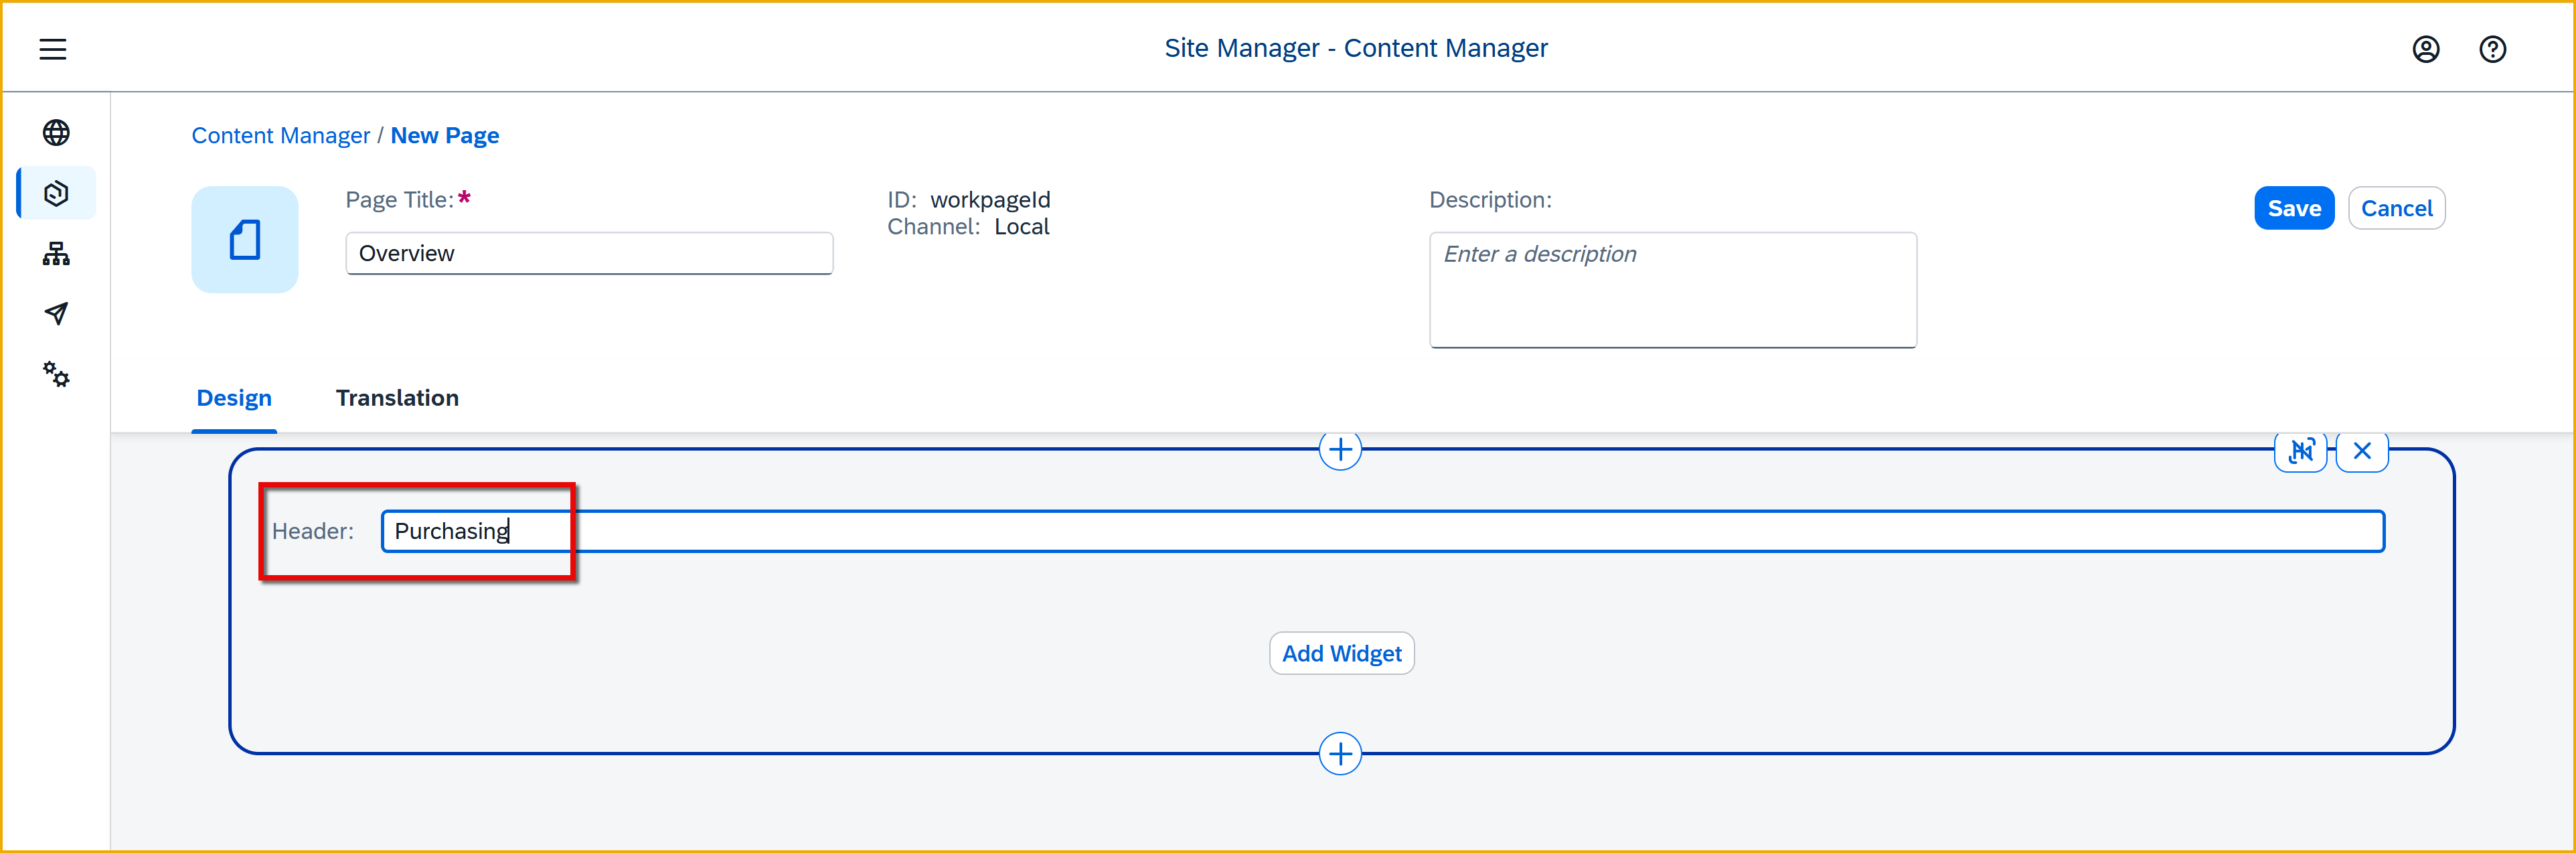 Site Manager - Content Manager
Content Manager / New Page
Page Title:*
Overview
ID: workpageId
Channel: Local
Description:
Enter a description
Save
Cancel
Design
Translation
Header: Purchasing
Add Widget